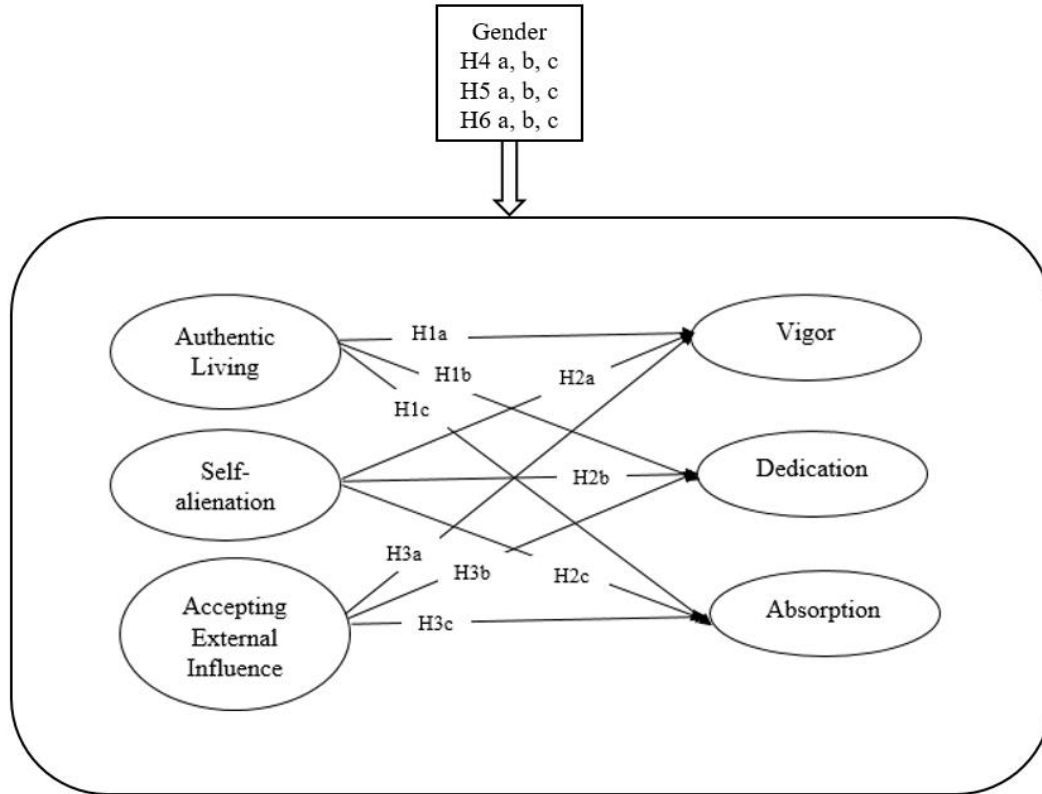 Gender
H4 a, b, c
H5 a, b, c
H6 a, b, c
Authentic
Living
H1a
Vigor
H1b
H2a
H1c
Self-
alienation
H2b
Dedication
H3a
H3b
H2c
Accepting
External
Influence
H3c
Absorption